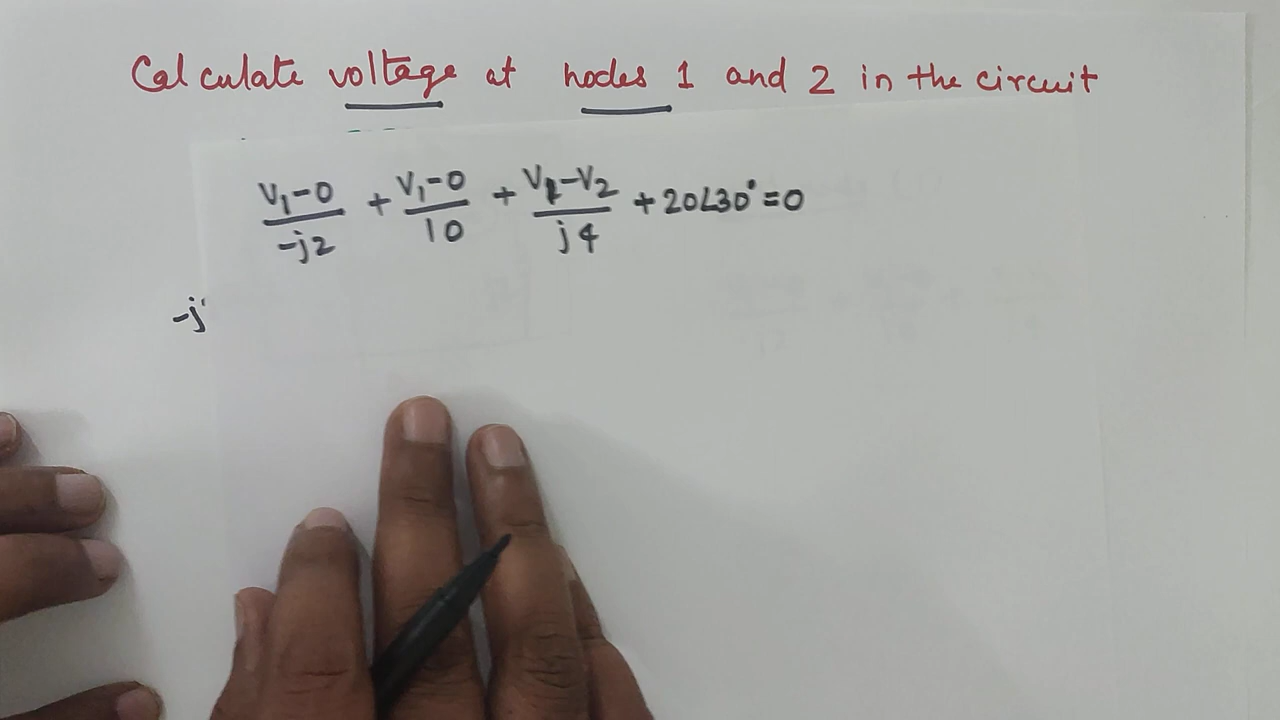 Calculate voltage at nodes 1 and 2 in the circuit
(V₁-0)/(-j2) + (V₁-0)/10 + (V₁-V₂)/(j4) + 20∠30° = 0
-j